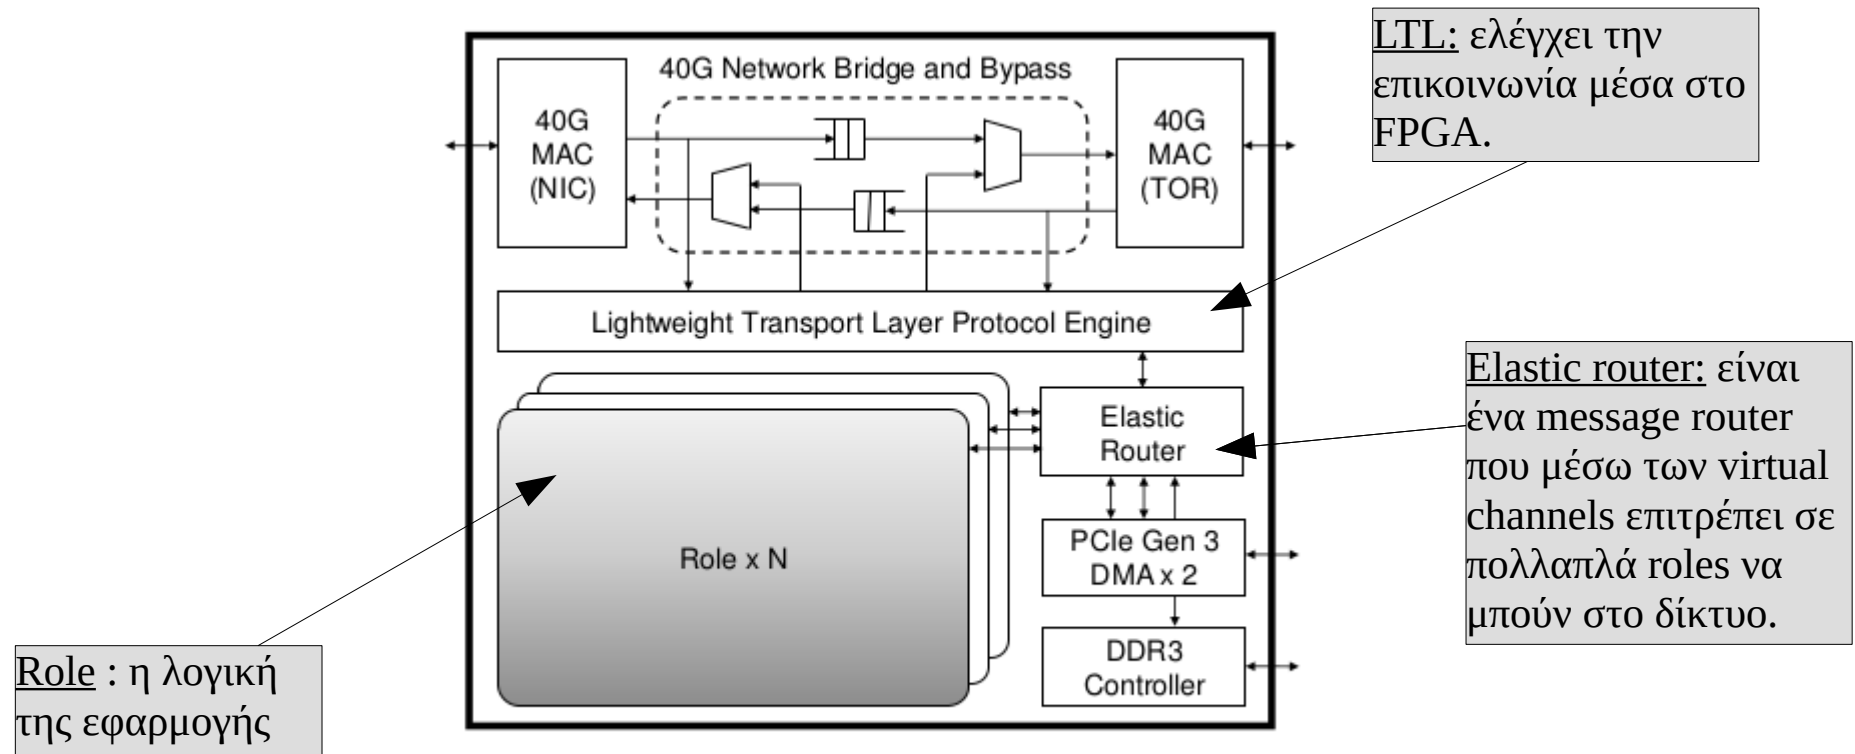 LTL: ελέγχει την
επικοινωνία μέσα στο
FPGA.
40G Network Bridge and Bypass
40G
MAC
(NIC)
40G
MAC
(TOR)
Lightweight Transport Layer Protocol Engine
Elastic
Router
Elastic router: είναι
ένα message router
που μέσω των virtual
channels επιτρέπει σε
πολλαπλά roles να
μπούν στο δίκτυο.
Role x N
PCIe Gen 3
DMA x 2
DDR3
Controller
Role : η λογική
της εφαρμογής